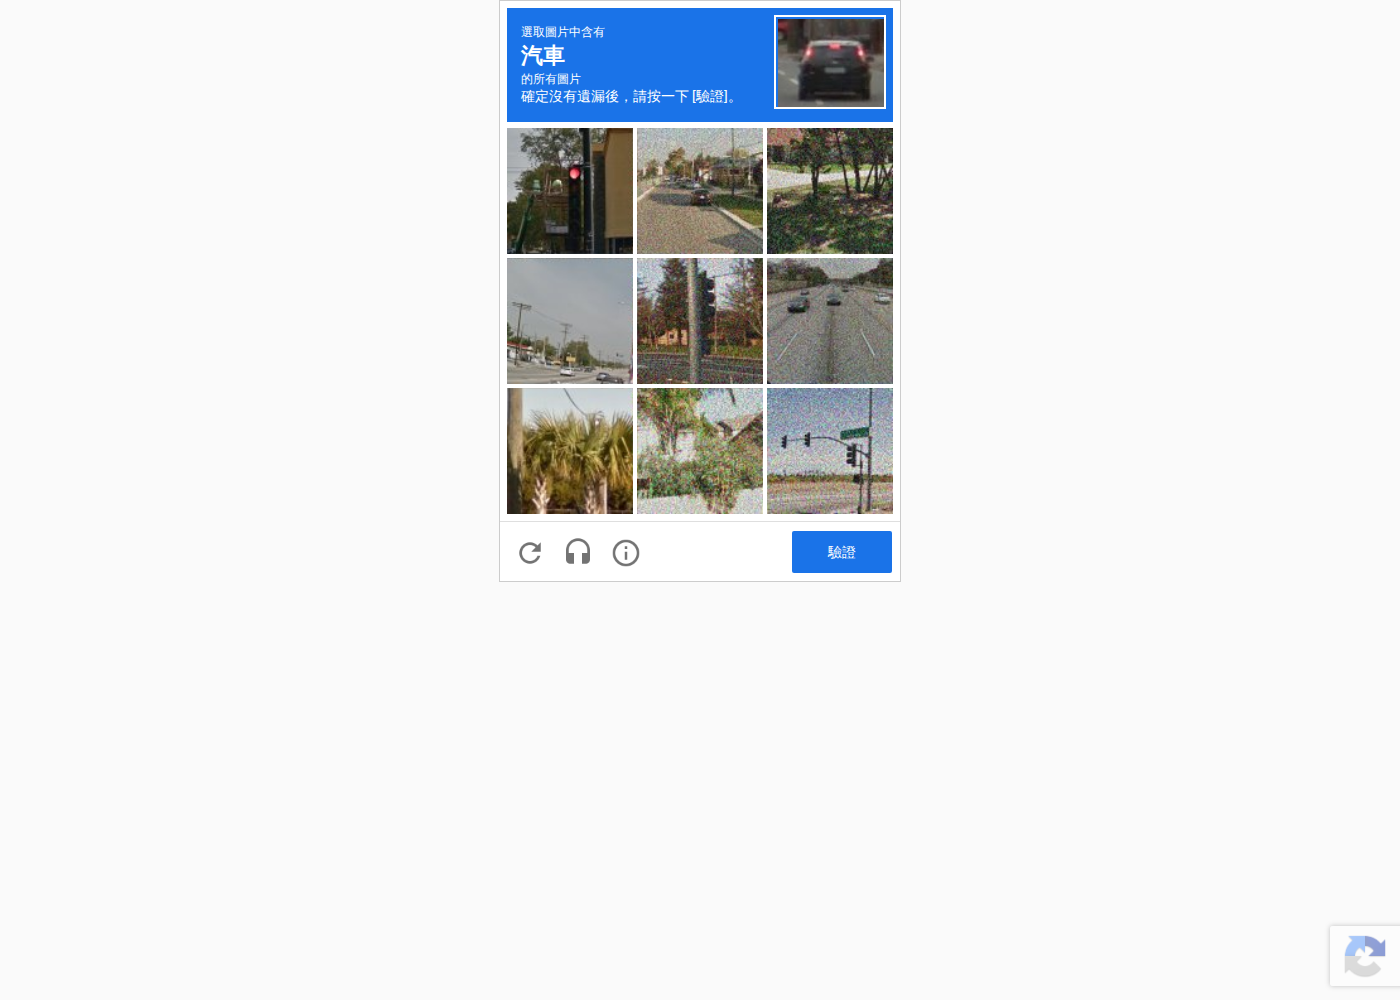 選取圖片中含有
汽車
的所有圖片
確定沒有遺漏後，請按一下 [驗證]。
驗證